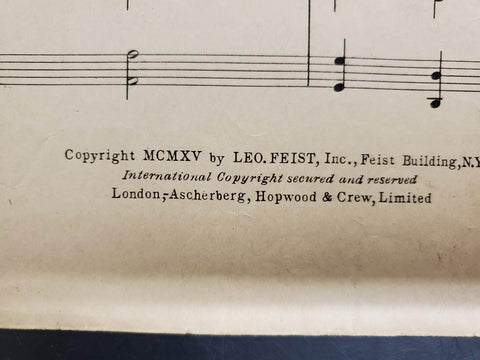 Copyright MCMXV by LEO. FEIST, Inc., Feist Building, N.Y
International Copyright secured and reserved
London,-Ascherberg, Hopwood & Crew, Limited